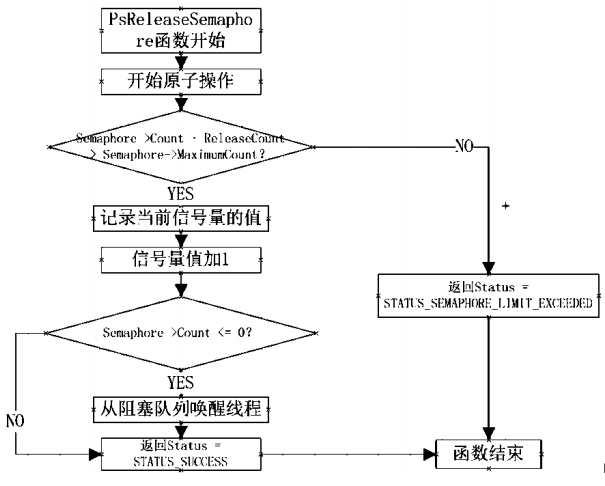 PsReleaseSemapho
re函数开始
开始原子操作
Semaphore >Count · ReleaseCount
> Semaphore->MaximumCount?
NO
YES
记录当前信号量的值
+
信号量值加1
返回Status =
STATUS_SEMAPHORE_LIMIT_EXCEEDED
Semaphore >Count <= 0?
YES
NO
从阻塞队列唤醒线程
返回Status =
STATUS_SUCCESS
函数结束